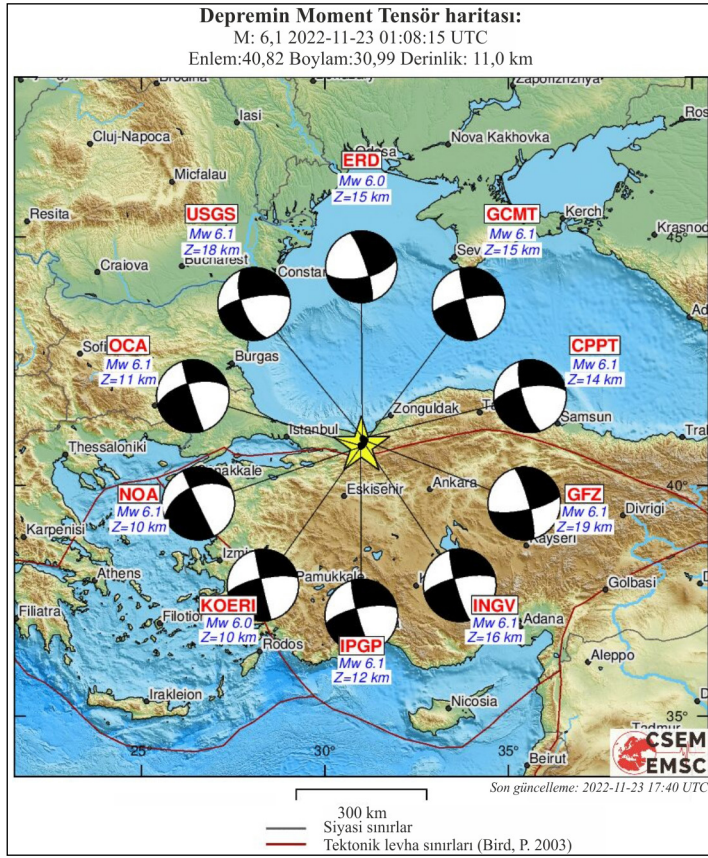 Depremin Moment Tensör haritası:
M: 6,1 2022-11-23 01:08:15 UTC
Enlem:40,82 Boylam:30,99 Derinlik: 11,0 km
Zaporizhzhya
Iasi
Cluj-Napoca
Nova Kakhovka
ERD
Mw 6.0
Z=15 km
Micfalau
USGS
Mw 6.1
Z=18 km
GCMT
Mw 6.1
Z=15 km
Kerch
Resita
45°
Craiova
Bucharest
OCA
Mw 6.1
Z=11 km
CPPT
Mw 6.1
Z=14 km
Burgas
Zonguldak
Samsun
Istanbul
Thessaloniki
40°
Eskisehir
Ankara
NOA
Mw 6.1
Z=10 km
GFZ
Mw 6.1
Z=19 km
Divrigi
Karpenisi
Kayseri
Athens
Pamukkale
Golbasi
Filiatra
KOERI
Mw 6.0
Z=10 km
INGV
Mw 6.1
Z=16 km
Adana
IPGP
Mw 6.1
Z=12 km
Rodos
Aleppo
Irakleion
Nicosia
35°
25°
30°
35°
Beirut
CSEM
EMSC
Son güncelleme: 2022-11-23 17:40 UTC
300 km
Siyasi sınırlar
Tektonik levha sınırları (Bird, P. 2003)